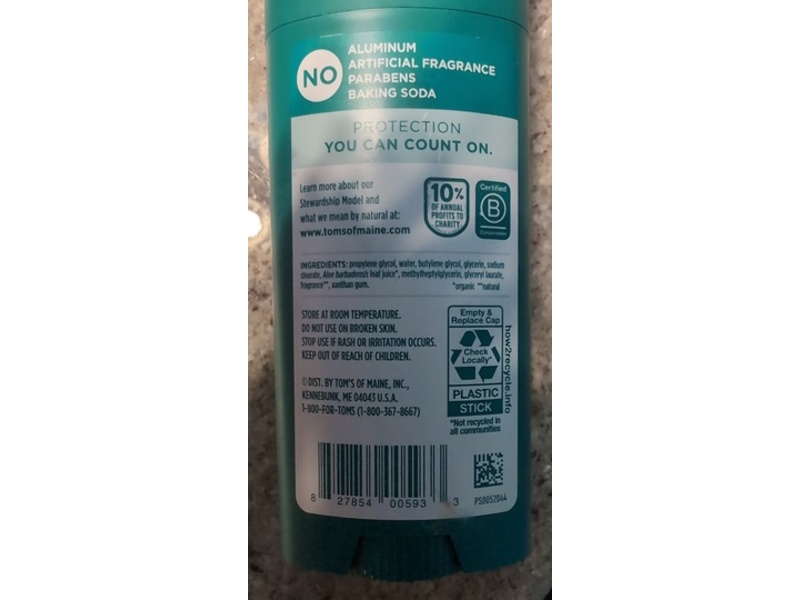 NO
ALUMINUM
ARTIFICIAL FRAGRANCE
PARABENS
BAKING SODA
PROTECTION
YOU CAN COUNT ON.
Learn more about our
Stewardship Model and
what we mean by natural at:
www.tomsofmaine.com
10%
OF ANNUAL
PROFITS TO
CHARITY
Certified
B
Corporation
INGREDIENTS: propylene glycol, water, butylene glycol, glycerin, sodium
stearate, Aloe barbadensis leaf juice*, methylheptylglycerin, glyceryl laurate,
fragrance**, xanthan gum.
*organic **natural
STORE AT ROOM TEMPERATURE.
DO NOT USE ON BROKEN SKIN.
STOP USE IF RASH OR IRRITATION OCCURS.
KEEP OUT OF REACH OF CHILDREN.
© DIST. BY TOM'S OF MAINE, INC.,
KENNEBUNK, ME 04043 U.S.A.
1-800-FOR-TOMS (1-800-367-8667)
Empty &
Replace Cap
Check
Locally*
PLASTIC
STICK
*Not recycled in
all communities
how2recycle.info
8 27854 00593 3
PS0057044